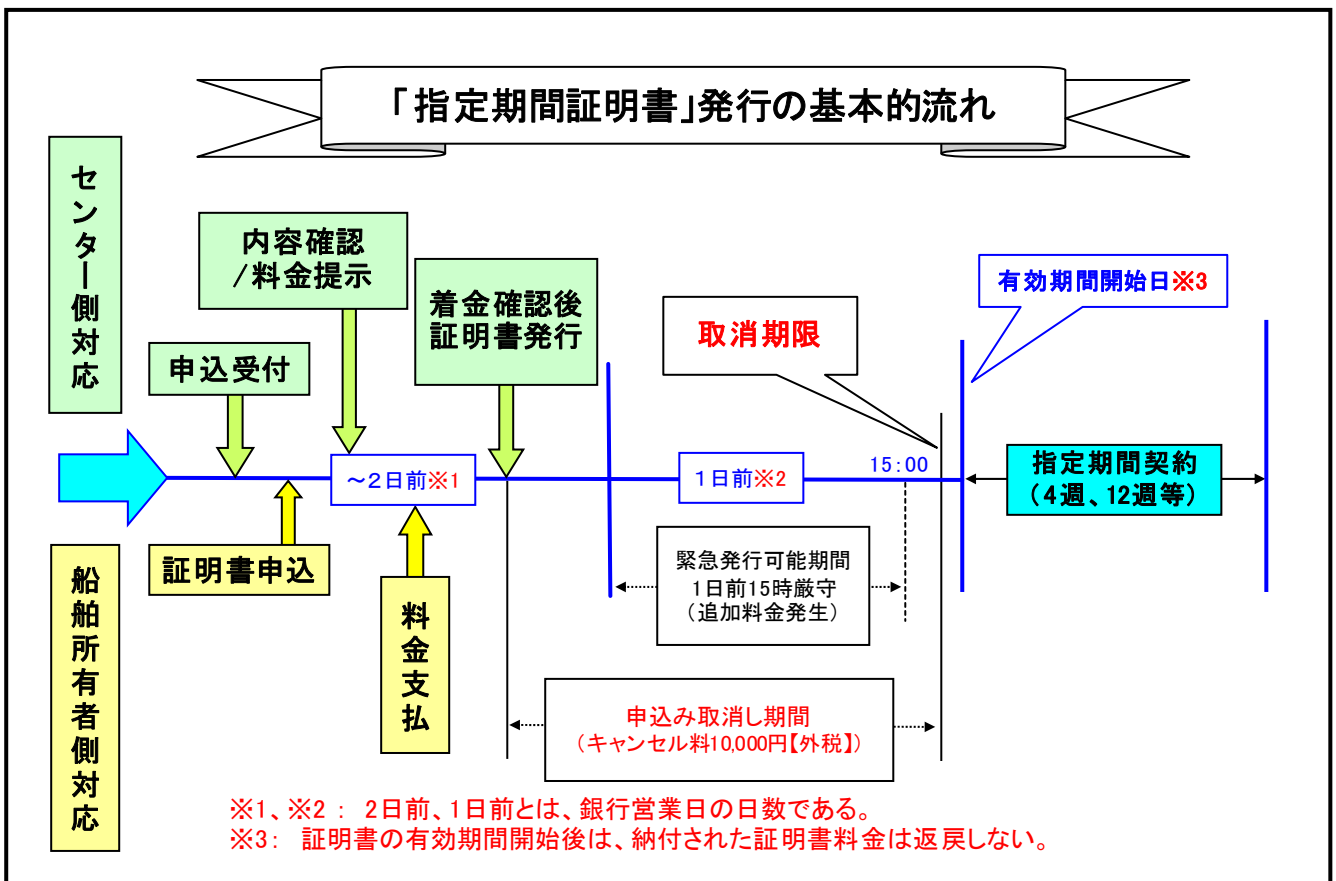 「指定期間証明書」発行の基本的流れ
センター側対応
内容確認
/料金提示
着金確認後
証明書発行
有効期間開始日※3
取消期限
申込受付
～2日前※1
1日前※2
15:00
指定期間契約
（4週、12週等）
証明書申込
船舶所有者側対応
料金支払
緊急発行可能期間
1日前15時厳守
（追加料金発生）
申込み取消し期間
（キャンセル料10,000円【外税】）
※1、※2 ： 2日前、1日前とは、銀行営業日の日数である。
※3： 証明書の有効期間開始後は、納付された証明書料金は返戻しない。